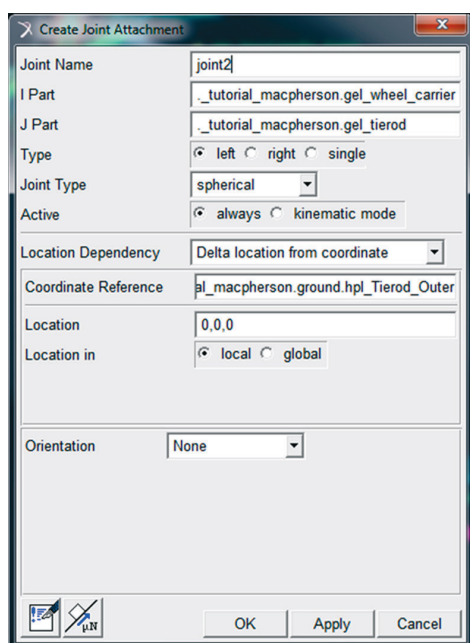 Create Joint Attachment
Joint Name joint2
I Part ._tutorial_macpherson.gel_wheel_carrier
J Part ._tutorial_macpherson.gel_tierod
Type left right single
Joint Type spherical
Active always kinematic mode
Location Dependency Delta location from coordinate
Coordinate Reference al_macpherson.ground.hpl_Tierod_Outer
Location 0,0,0
Location in local global
Orientation None
μN OK Apply Cancel